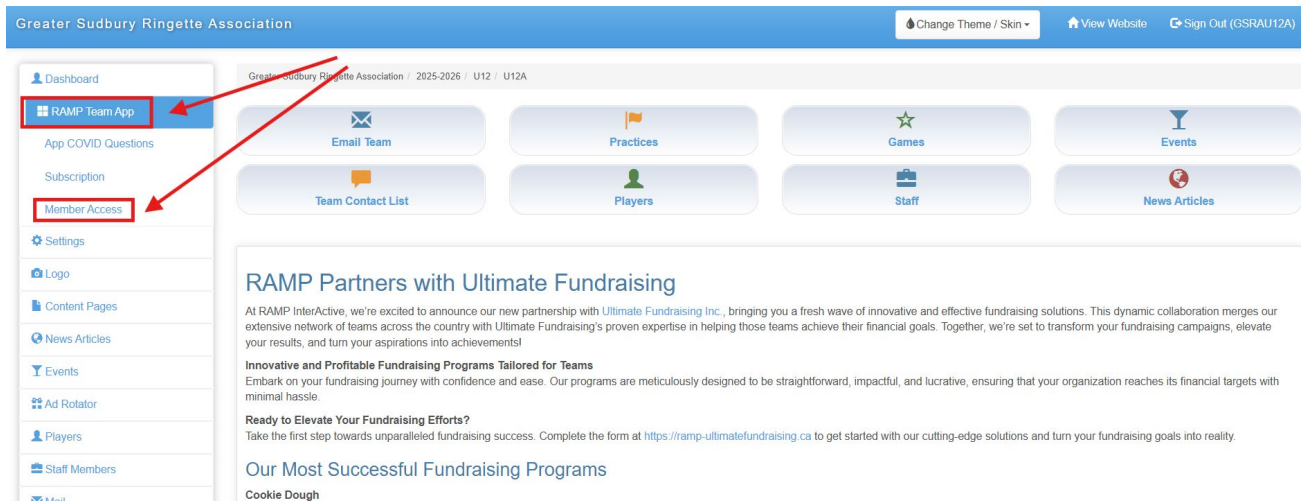 Greater Sudbury Ringette Association
Change Theme / Skin
View Website
Sign Out (GSRAU12A)
Dashboard
RAMP Team App
App COVID Questions
Subscription
Member Access
Settings
Logo
Content Pages
News Articles
Events
Ad Rotator
Players
Staff Members
Mail
Greater Sudbury Ringette Association / 2025-2026 / U12 / U12A
Email Team
Practices
Games
Events
Team Contact List
Players
Staff
News Articles
RAMP Partners with Ultimate Fundraising
At RAMP InterActive, we're excited to announce our new partnership with Ultimate Fundraising Inc., bringing you a fresh wave of innovative and effective fundraising solutions. This dynamic collaboration merges our
extensive network of teams across the country with Ultimate Fundraising's proven expertise in helping those teams achieve their financial goals. Together, we're set to transform your fundraising campaigns, elevate
your results, and turn your aspirations into achievements!
Innovative and Profitable Fundraising Programs Tailored for Teams
Embark on your fundraising journey with confidence and ease. Our programs are meticulously designed to be straightforward, impactful, and lucrative, ensuring that your organization reaches its financial targets with
minimal hassle.
Ready to Elevate Your Fundraising Efforts?
Take the first step towards unparalleled fundraising success. Complete the form at https://ramp-ultimatefundraising.ca to get started with our cutting-edge solutions and turn your fundraising goals into reality.
Our Most Successful Fundraising Programs
Cookie Dough